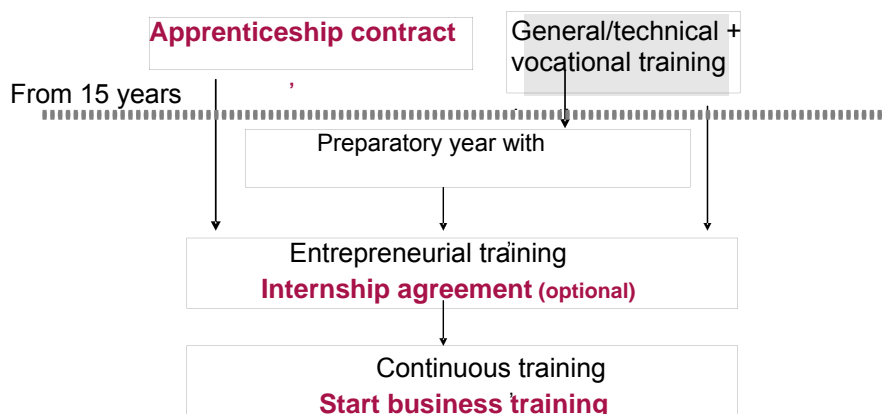 Apprenticeship contract
General/technical +
vocational training
From 15 years
Preparatory year with
Entrepreneurial training
Internship agreement (optional)
Continuous training
Start business training